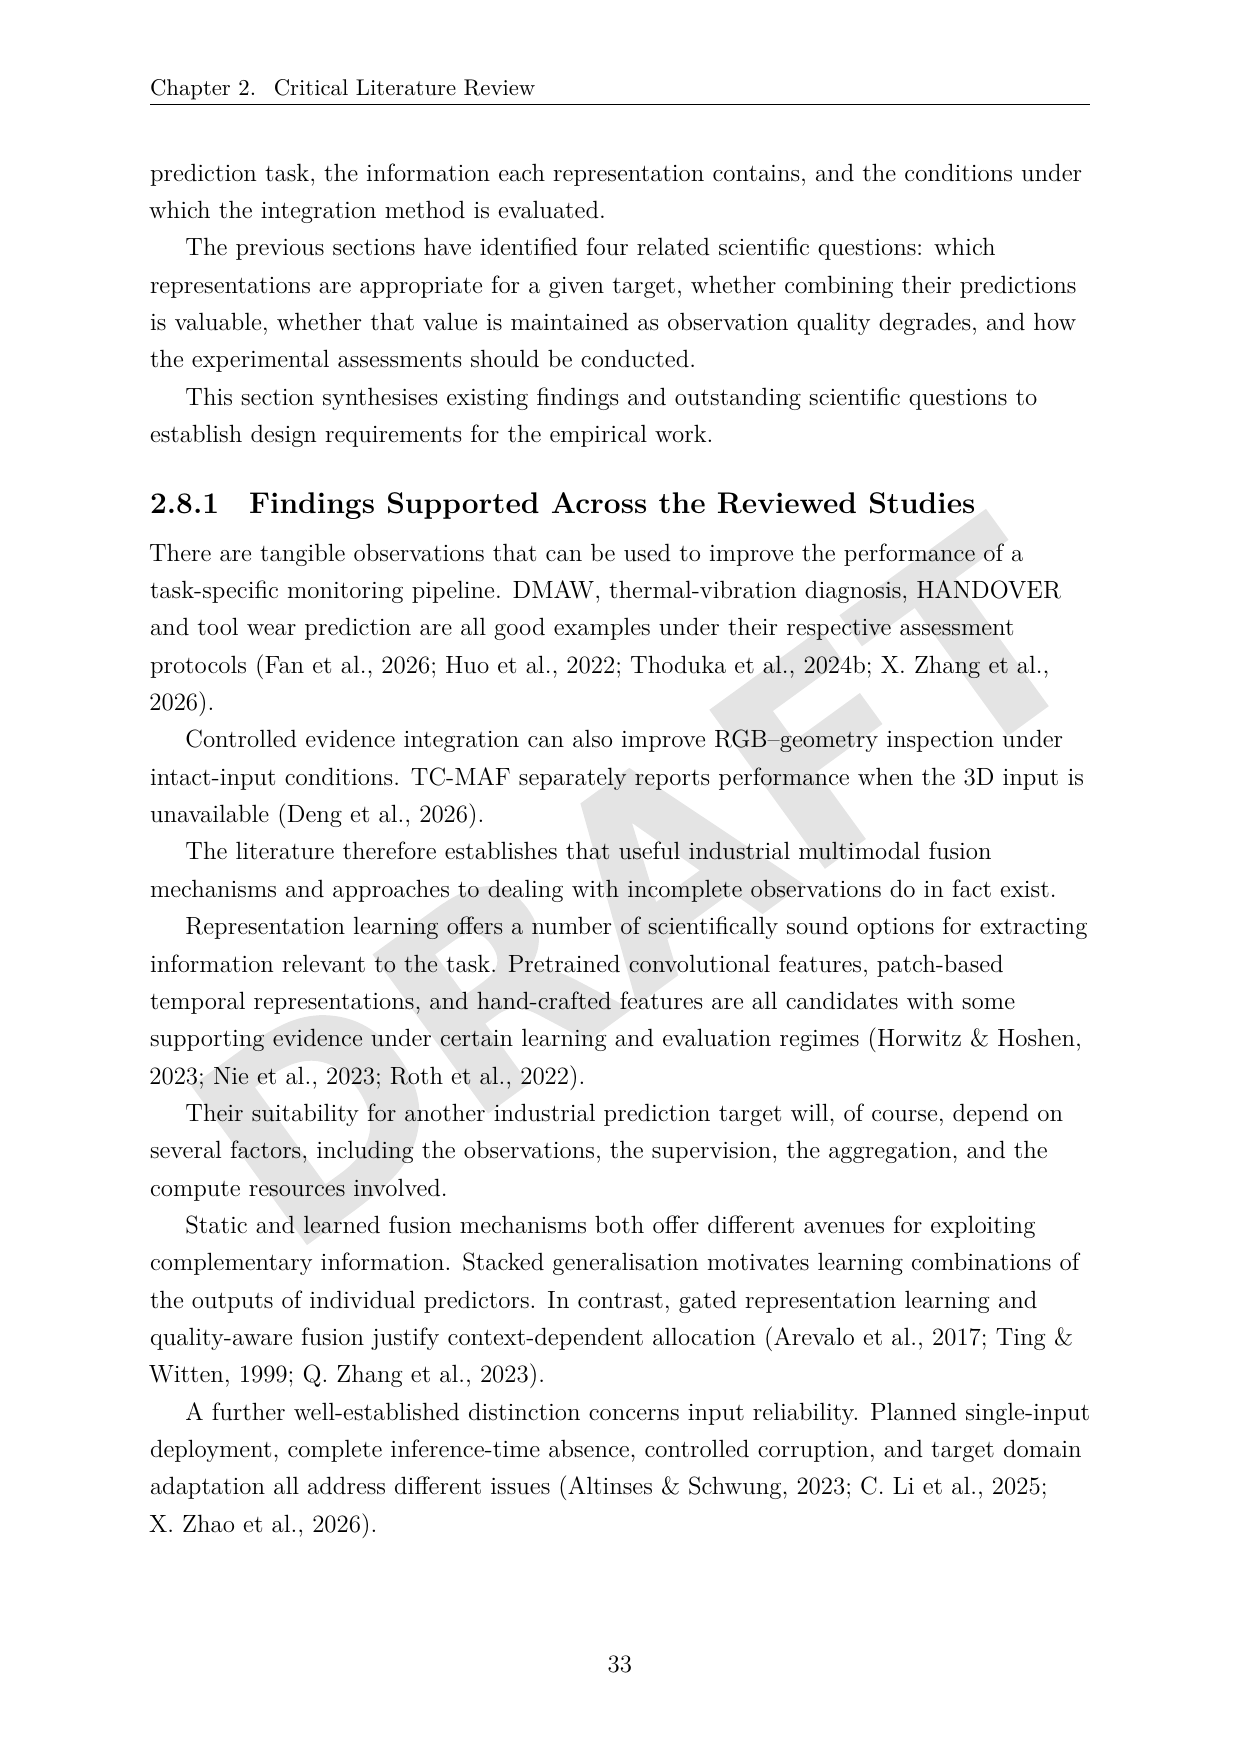 Chapter 2. Critical Literature Review
prediction task, the information each representation contains, and the conditions under
which the integration method is evaluated.
The previous sections have identified four related scientific questions: which
representations are appropriate for a given target, whether combining their predictions
is valuable, whether that value is maintained as observation quality degrades, and how
the experimental assessments should be conducted.
This section synthesises existing findings and outstanding scientific questions to
establish design requirements for the empirical work.
2.8.1 Findings Supported Across the Reviewed Studies
There are tangible observations that can be used to improve the performance of a
task-specific monitoring pipeline. DMAW, thermal-vibration diagnosis, HANDOVER
and tool wear prediction are all good examples under their respective assessment
protocols (Fan et al., 2026; Huo et al., 2022; Thoduka et al., 2024b; X. Zhang et al.,
2026).
Controlled evidence integration can also improve RGB–geometry inspection under
intact-input conditions. TC-MAF separately reports performance when the 3D input is
unavailable (Deng et al., 2026).
The literature therefore establishes that useful industrial multimodal fusion
mechanisms and approaches to dealing with incomplete observations do in fact exist.
Representation learning offers a number of scientifically sound options for extracting
information relevant to the task. Pretrained convolutional features, patch-based
temporal representations, and hand-crafted features are all candidates with some
supporting evidence under certain learning and evaluation regimes (Horwitz & Hoshen,
2023; Nie et al., 2023; Roth et al., 2022).
Their suitability for another industrial prediction target will, of course, depend on
several factors, including the observations, the supervision, the aggregation, and the
compute resources involved.
Static and learned fusion mechanisms both offer different avenues for exploiting
complementary information. Stacked generalisation motivates learning combinations of
the outputs of individual predictors. In contrast, gated representation learning and
quality-aware fusion justify context-dependent allocation (Arevalo et al., 2017; Ting &
Witten, 1999; Q. Zhang et al., 2023).
A further well-established distinction concerns input reliability. Planned single-input
deployment, complete inference-time absence, controlled corruption, and target domain
adaptation all address different issues (Altinses & Schwung, 2023; C. Li et al., 2025;
X. Zhao et al., 2026).
DRAFT
33